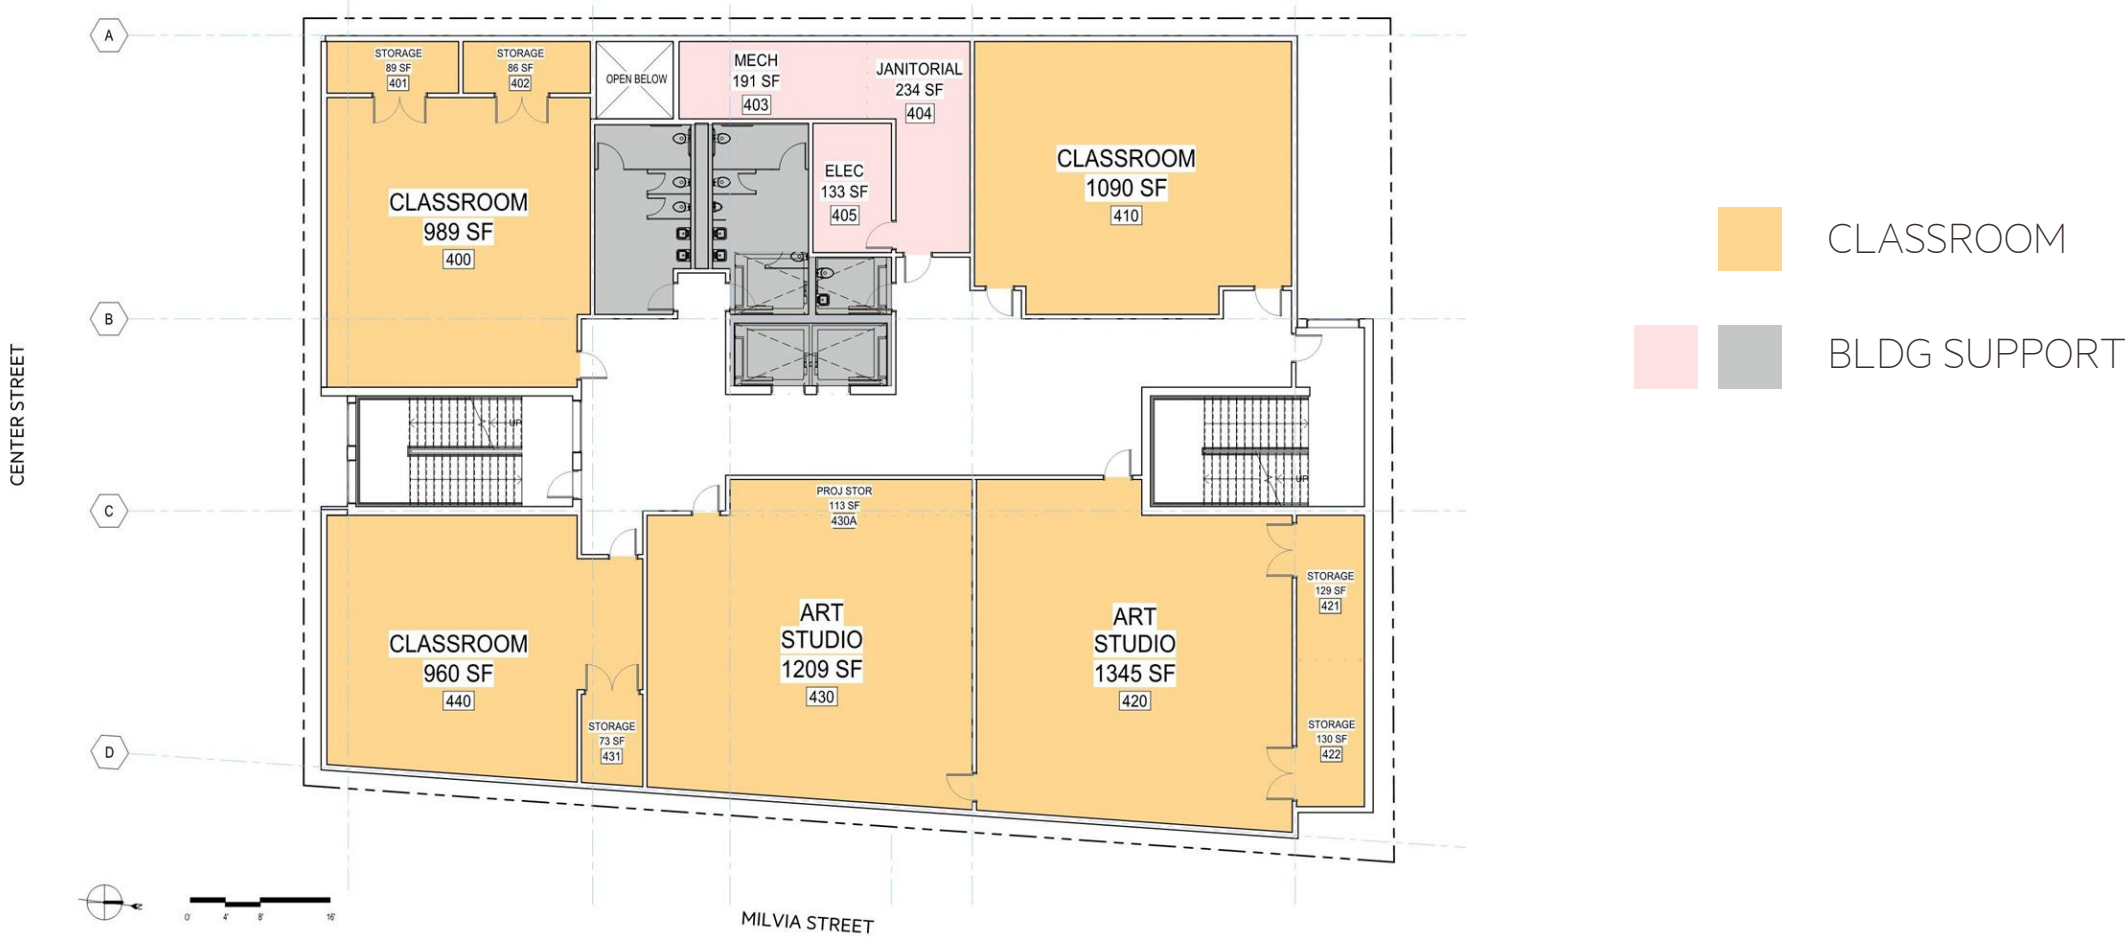 A
STORAGE
89 SF
401
STORAGE
86 SF
402
OPEN BELOW
MECH
191 SF
403
JANITORIAL
234 SF
404
CLASSROOM
1090 SF
410
ELEC
133 SF
405
CLASSROOM
989 SF
400
CLASSROOM
BLDG SUPPORT
B
CENTER STREET
UP
UP
C
PROJ STOR
113 SF
430A
STORAGE
129 SF
421
ART
STUDIO
1209 SF
430
ART
STUDIO
1345 SF
420
CLASSROOM
960 SF
440
STORAGE
73 SF
431
STORAGE
130 SF
422
D
0' 4' 8' 16'
MILVIA STREET